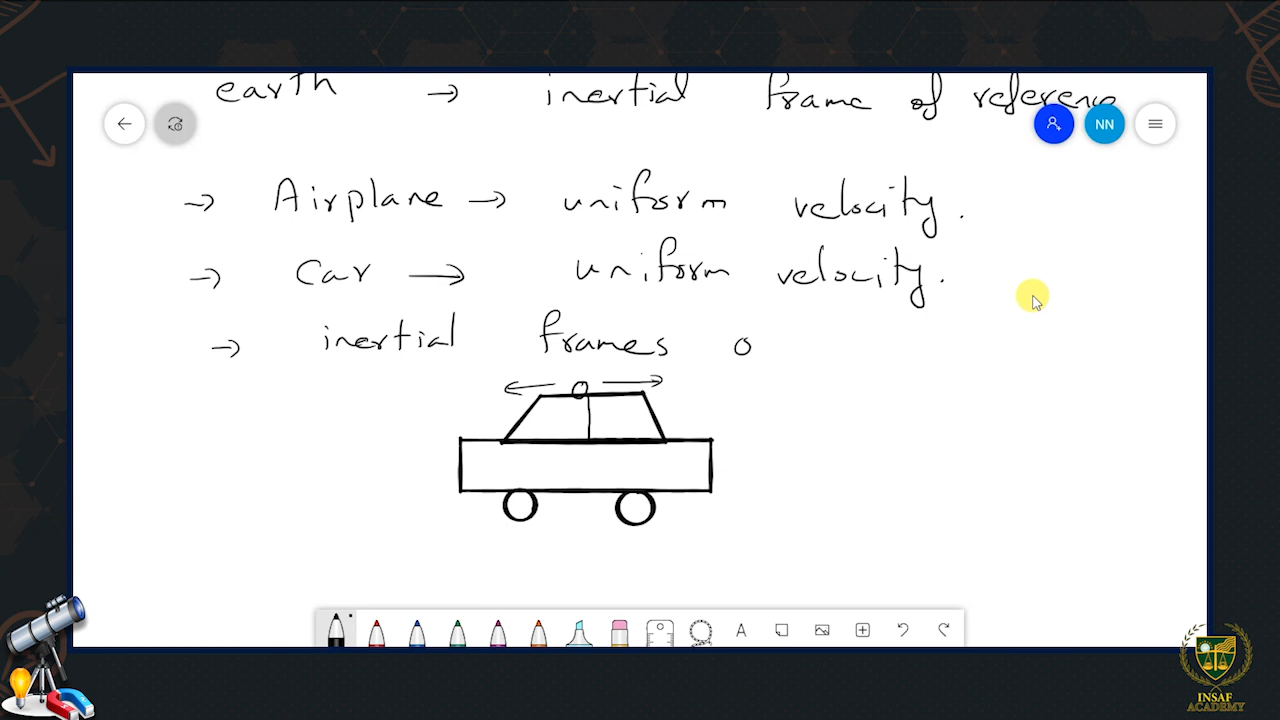 earth → inertial frame of reference
NN
→ Airplane → uniform velocity.
→ Car → uniform velocity.
→ inertial frames o
A
INSAF
ACADEMY